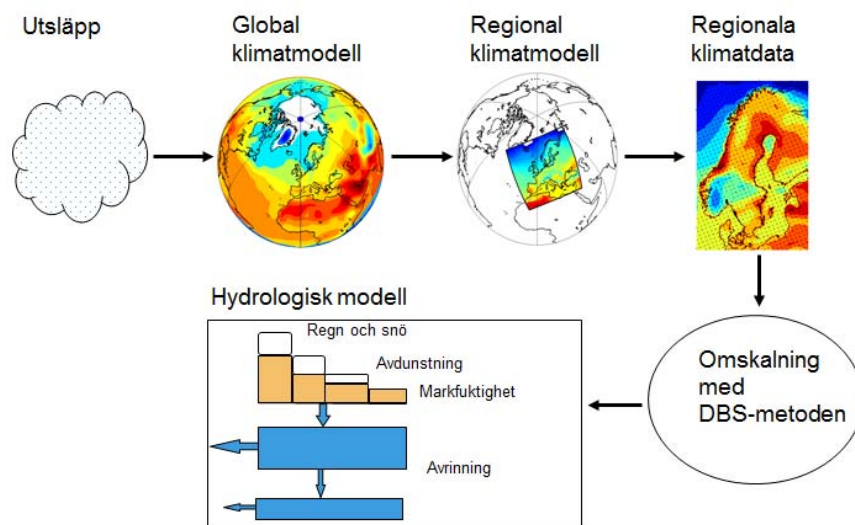 Utsläpp
Global
klimatmodell
Regional
klimatmodell
Regionala
klimatdata
Omskalning
med
DBS-metoden
Hydrologisk modell
Regn och snö
Avdunstning
Markfuktighet
Avrinning